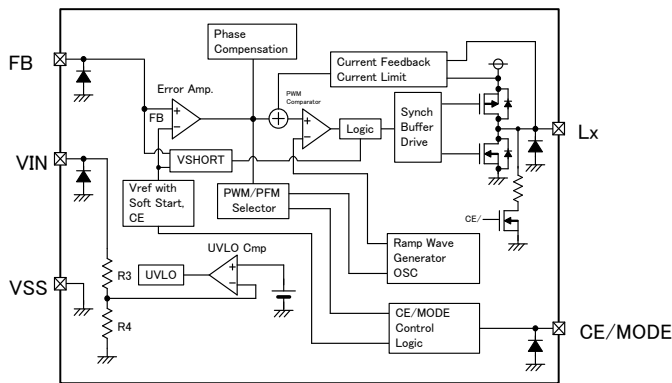 Phase
Compensation
Current Feedback
Current Limit
FB
Error Amp.
FB
PWM
Comparator
Logic
Synch
Buffer
Drive
Lx
VIN
VSHORT
Vref with
Soft Start,
CE
PWM/PFM
Selector
CE/
UVLO Cmp
UVLO
R3
Ramp Wave
Generator
OSC
VSS
R4
CE/MODE
Control
Logic
CE/MODE